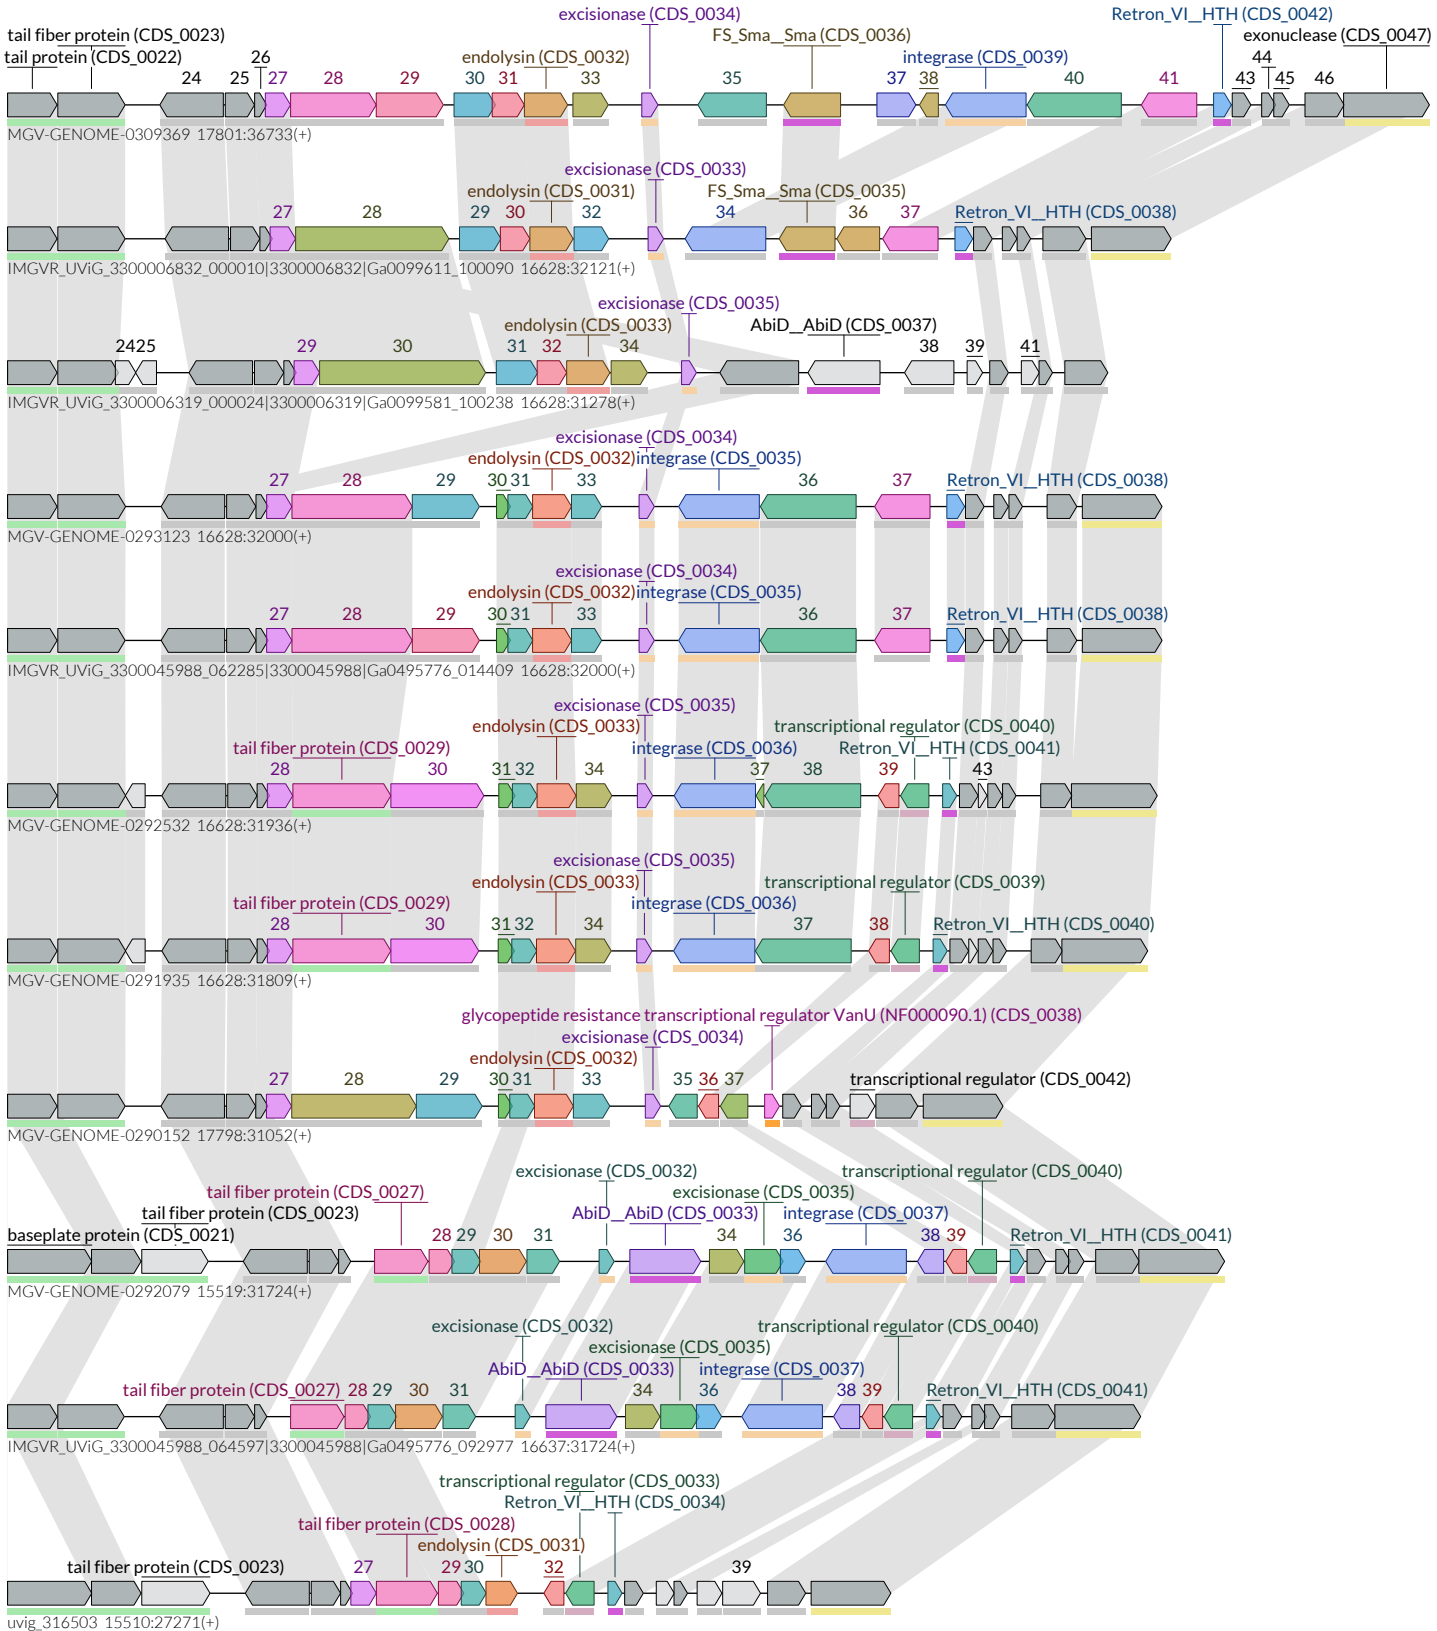 excisionase (CDS_0034) Retron_VI__HTH (CDS_0042)
tail fiber protein (CDS_0023) FS_Sma__Sma (CDS_0036) exonuclease (CDS_0047)
tail protein (CDS_0022) 26 endolysin (CDS_0032) integrase (CDS_0039) 44
24 25 27 28 29 30 31 33 35 37 38 40 41 43 45 46
MGV-GENOME-0309369 17801:36733(+)
excisionase (CDS_0033)
endolysin (CDS_0031) FS_Sma__Sma (CDS_0035)
27 28 29 30 32 34 36 37 Retron_VI__HTH (CDS_0038)
IMGVR_UViG_3300006832_000010|3300006832|Ga0099611_100090 16628:32121(+)
excisionase (CDS_0035)
endolysin (CDS_0033) AbiD__AbiD (CDS_0037)
24 25 29 30 31 32 34 38 39 41
IMGVR_UViG_3300006319_000024|3300006319|Ga0099581_100238 16628:31278(+)
excisionase (CDS_0034)
endolysin (CDS_0032) integrase (CDS_0035)
27 28 29 30 31 33 36 37 Retron_VI__HTH (CDS_0038)
MGV-GENOME-0293123 16628:32000(+)
excisionase (CDS_0034)
endolysin (CDS_0032) integrase (CDS_0035)
27 28 29 30 31 33 36 37 Retron_VI__HTH (CDS_0038)
IMGVR_UViG_3300045988_062285|3300045988|Ga0495776_014409 16628:32000(+)
excisionase (CDS_0035)
endolysin (CDS_0033) transcriptional regulator (CDS_0040)
tail fiber protein (CDS_0029) integrase (CDS_0036) Retron_VI__HTH (CDS_0041)
28 30 31 32 34 37 38 39 43
MGV-GENOME-0292532 16628:31936(+)
excisionase (CDS_0035)
endolysin (CDS_0033) transcriptional regulator (CDS_0039)
tail fiber protein (CDS_0029) integrase (CDS_0036)
28 30 31 32 34 37 38 Retron_VI__HTH (CDS_0040)
MGV-GENOME-0291935 16628:31809(+)
glycopeptide resistance transcriptional regulator VanU (NF000090.1) (CDS_0038)
excisionase (CDS_0034)
endolysin (CDS_0032)
27 28 29 30 31 33 35 36 37 transcriptional regulator (CDS_0042)
MGV-GENOME-0290152 17798:31052(+)
excisionase (CDS_0032) transcriptional regulator (CDS_0040)
tail fiber protein (CDS_0027) excisionase (CDS_0035)
tail fiber protein (CDS_0023) AbiD__AbiD (CDS_0033) integrase (CDS_0037)
baseplate protein (CDS_0021) 28 29 30 31 34 36 38 39 Retron_VI__HTH (CDS_0041)
MGV-GENOME-0292079 15519:31724(+)
excisionase (CDS_0032) transcriptional regulator (CDS_0040)
excisionase (CDS_0035)
AbiD__AbiD (CDS_0033) integrase (CDS_0037)
tail fiber protein (CDS_0027) 28 29 30 31 34 36 38 39 Retron_VI__HTH (CDS_0041)
IMGVR_UViG_3300045988_064597|3300045988|Ga0495776_092977 16637:31724(+)
transcriptional regulator (CDS_0033)
Retron_VI__HTH (CDS_0034)
tail fiber protein (CDS_0028)
endolysin (CDS_0031)
tail fiber protein (CDS_0023) 27 29 30 32 39
uvig_316503 15510:27271(+)